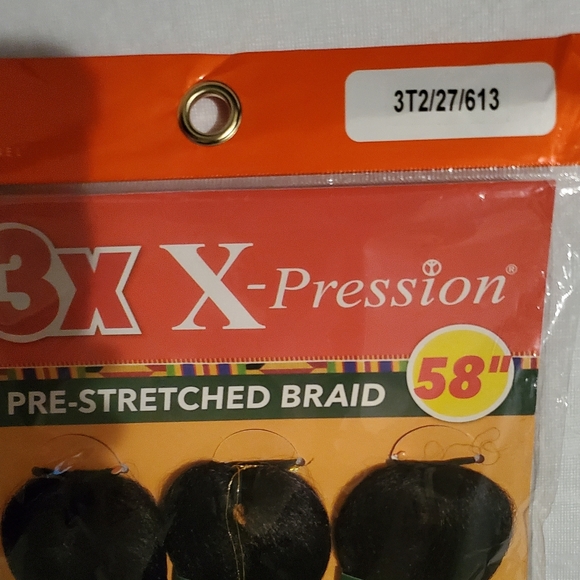 3T2/27/613
3X X-Pression®
58"
PRE-STRETCHED BRAID